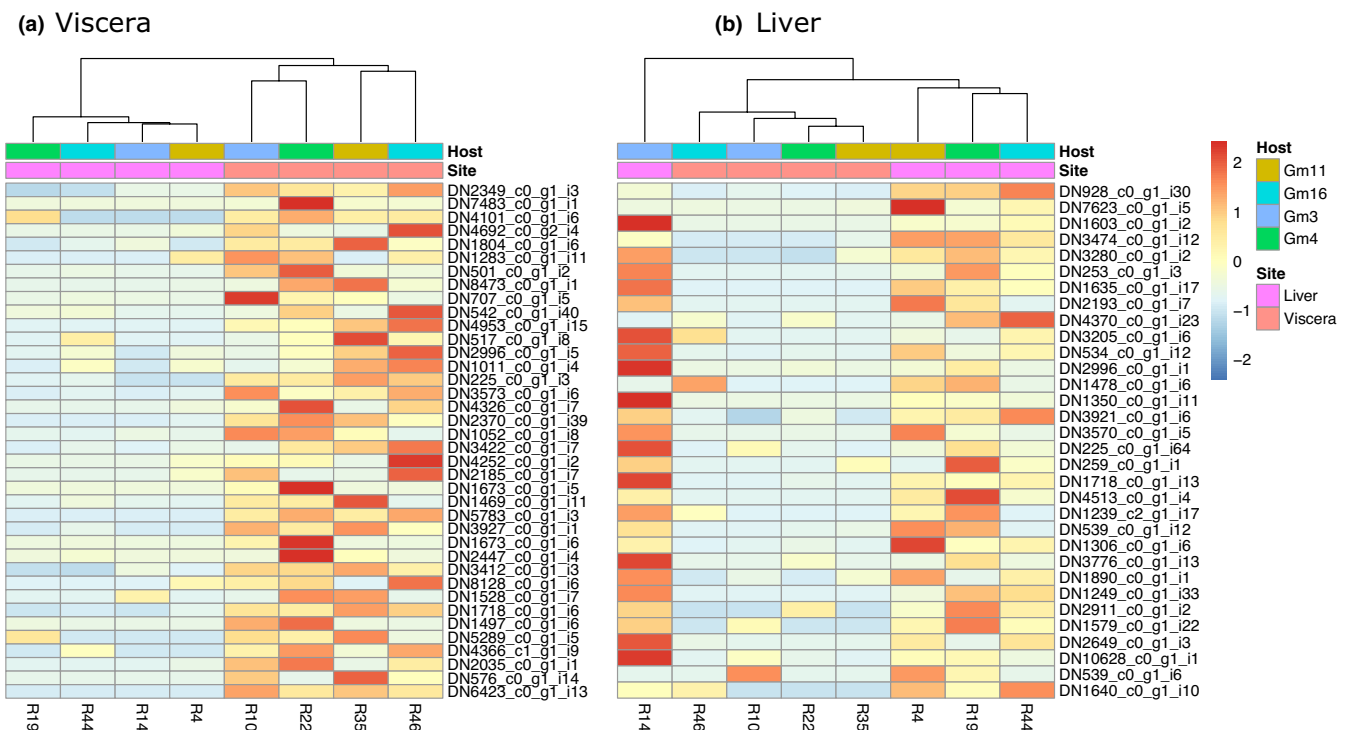 (a) Viscera
Host
Site
DN2349_c0_g1_i3
DN7483_c0_g1_i1
DN4101_c0_g1_i6
DN4692_c0_g2_i4
DN1804_c0_g1_i6
DN1283_c0_g1_i11
DN501_c0_g1_i2
DN8473_c0_g1_i1
DN707_c0_g1_i5
DN542_c0_g1_i40
DN4953_c0_g1_i15
DN517_c0_g1_i8
DN2996_c0_g1_i5
DN1011_c0_g1_i4
DN225_c0_g1_i3
DN3573_c0_g1_i6
DN4326_c0_g1_i7
DN2370_c0_g1_i39
DN1052_c0_g1_i8
DN3422_c0_g1_i7
DN4252_c0_g1_i2
DN2185_c0_g1_i7
DN1673_c0_g1_i5
DN1469_c0_g1_i11
DN5783_c0_g1_i3
DN3927_c0_g1_i1
DN1673_c0_g1_i6
DN2447_c0_g1_i4
DN3412_c0_g1_i3
DN8128_c0_g1_i6
DN1528_c0_g1_i7
DN1718_c0_g1_i6
DN1497_c0_g1_i6
DN5289_c0_g1_i5
DN4366_c1_g1_i9
DN2035_c0_g1_i1
DN576_c0_g1_i14
DN6423_c0_g1_i13
R19 R44 R14 R4 R10 R22 R35 R46
(b) Liver
Host
Site
DN928_c0_g1_i30
DN7623_c0_g1_i5
DN1603_c0_g1_i2
DN3474_c0_g1_i12
DN3280_c0_g1_i2
DN253_c0_g1_i3
DN1635_c0_g1_i17
DN2193_c0_g1_i7
DN4370_c0_g1_i23
DN3205_c0_g1_i6
DN534_c0_g1_i12
DN2996_c0_g1_i1
DN1478_c0_g1_i6
DN1350_c0_g1_i11
DN3921_c0_g1_i6
DN3570_c0_g1_i5
DN225_c0_g1_i64
DN259_c0_g1_i1
DN1718_c0_g1_i13
DN4513_c0_g1_i4
DN1239_c2_g1_i17
DN539_c0_g1_i12
DN1306_c0_g1_i6
DN3776_c0_g1_i13
DN1890_c0_g1_i1
DN1249_c0_g1_i33
DN2911_c0_g1_i2
DN1579_c0_g1_i22
DN2649_c0_g1_i3
DN10628_c0_g1_i1
DN539_c0_g1_i6
DN1640_c0_g1_i10
R14 R46 R10 R22 R35 R4 R19 R44
2
1
0
−1
−2
Host
Gm11
Gm16
Gm3
Gm4
Site
Liver
Viscera